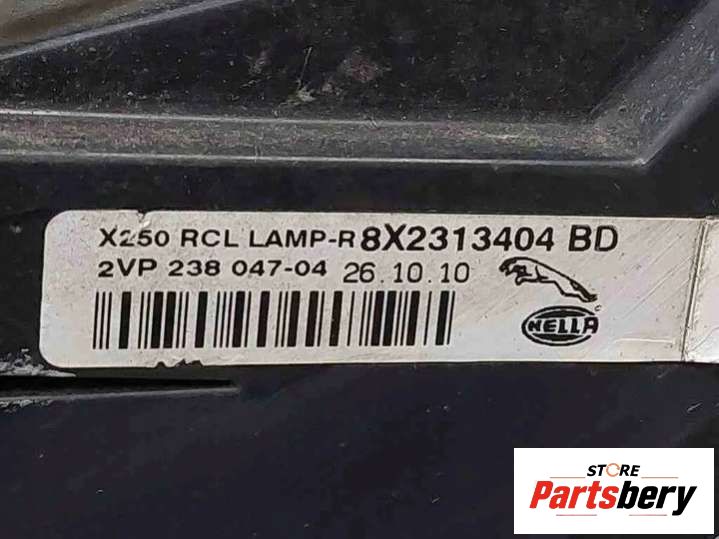 X250 RCL LAMP-R 8X2313404 BD
2VP 238 047-04 26.10.10
HELLA
STORE
Partsbery